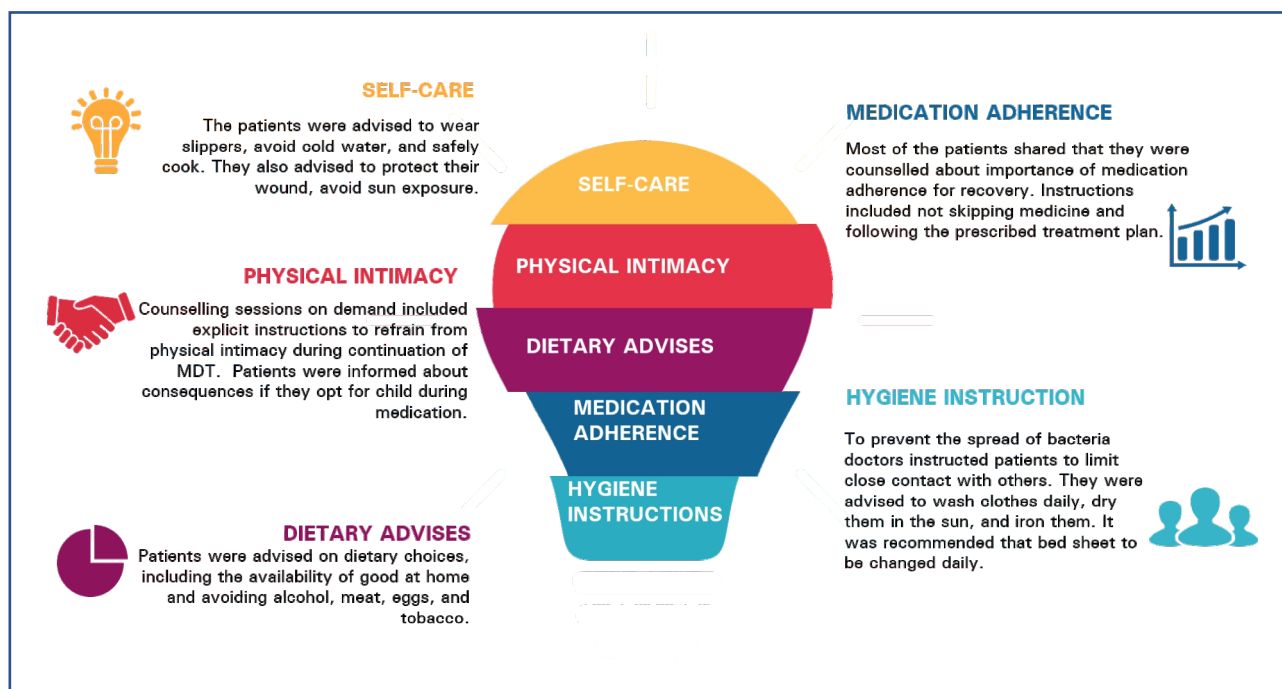 SELF-CARE
The patients were advised to wear
slippers, avoid cold water, and safely
cook. They also advised to protect their
wound, avoid sun exposure.
PHYSICAL INTIMACY
Counselling sessions on demand included
explicit instructions to refrain from
physical intimacy during continuation of
MDT. Patients were informed about
consequences if they opt for child during
medication.
DIETARY ADVISES
Patients were advised on dietary choices,
including the availability of good at home
and avoiding alcohol, meat, eggs, and
tobacco.
SELF-CARE
PHYSICAL INTIMACY
DIETARY ADVISES
MEDICATION
ADHERENCE
HYGIENE
INSTRUCTIONS
MEDICATION ADHERENCE
Most of the patients shared that they were
counselled about importance of medication
adherence for recovery. Instructions
included not skipping medicine and
following the prescribed treatment plan.
HYGIENE INSTRUCTION
To prevent the spread of bacteria
doctors instructed patients to limit
close contact with others. They were
advised to wash clothes daily, dry
them in the sun, and iron them. It
was recommended that bed sheet to
be changed daily.